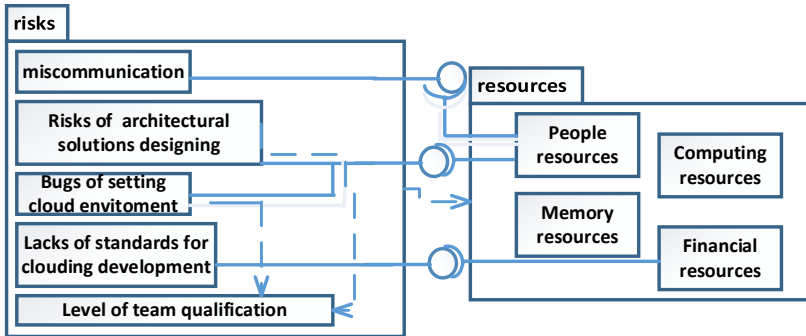 risks
miscommunication
Risks of architectural
solutions designing
Bugs of setting
cloud envitoment
Lacks of standards for
clouding development
Level of team qualification
resources
People
resources
Computing
resources
Memory
resources
Financial
resources